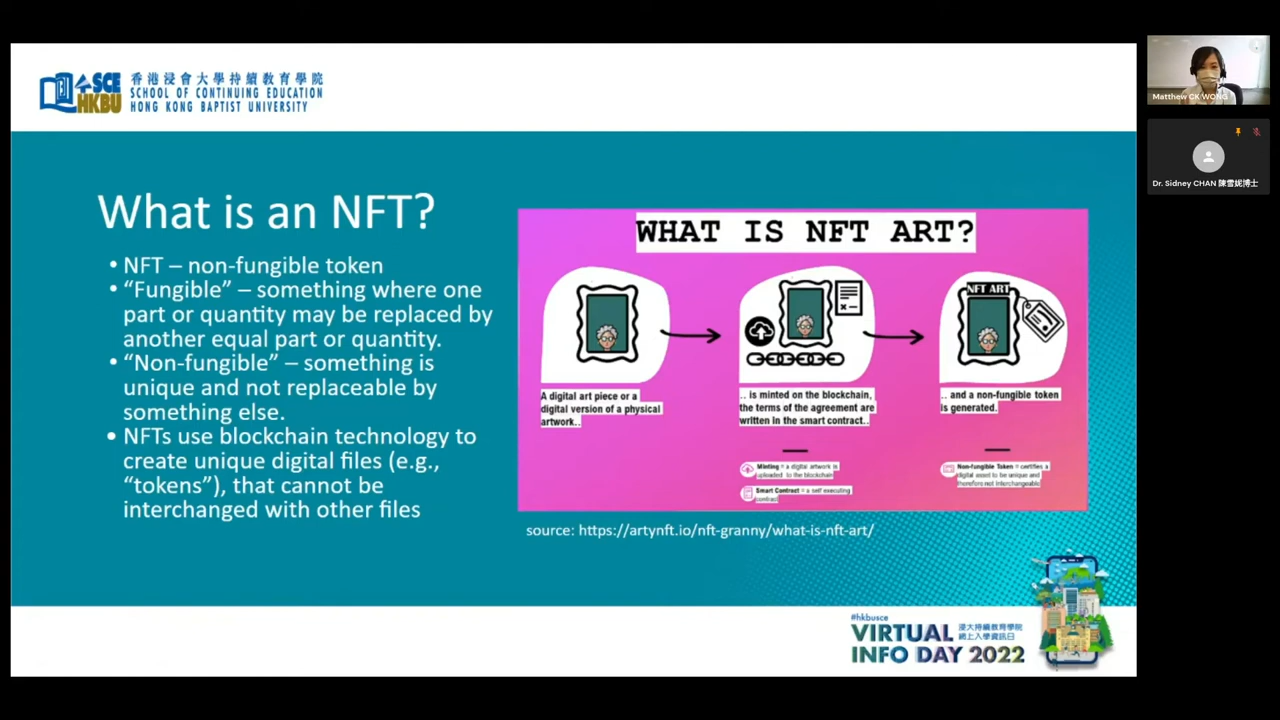 香港浸會大學持續教育學院
SCHOOL OF CONTINUING EDUCATION
HONG KONG BAPTIST UNIVERSITY
SCE
HKBU
What is an NFT?
• NFT – non-fungible token
• “Fungible” – something where one
part or quantity may be replaced by
another equal part or quantity.
• “Non-fungible” – something is
unique and not replaceable by
something else.
• NFTs use blockchain technology to
create unique digital files (e.g.,
“tokens”), that cannot be
interchanged with other files
WHAT IS NFT ART?
A digital art piece or a
digital version of a physical
artwork..
.. is minted on the blockchain,
the terms of the agreement are
written in the smart contract..
Minting = a digital artwork is
uploaded to the blockchain
Smart Contract = a self executing
contract
NFT ART
.. and a non-fungible token
is generated.
Non-fungible Token = certifies a
digital asset to be unique and
therefore not interchangeable
source: https://artynft.io/nft-granny/what-is-nft-art/
#hkbusce
VIRTUAL
INFO DAY 2022
浸大持續教育學院
網上入學資訊日
Matthew CK WONG
Dr. Sidney CHAN 陳雪妮博士